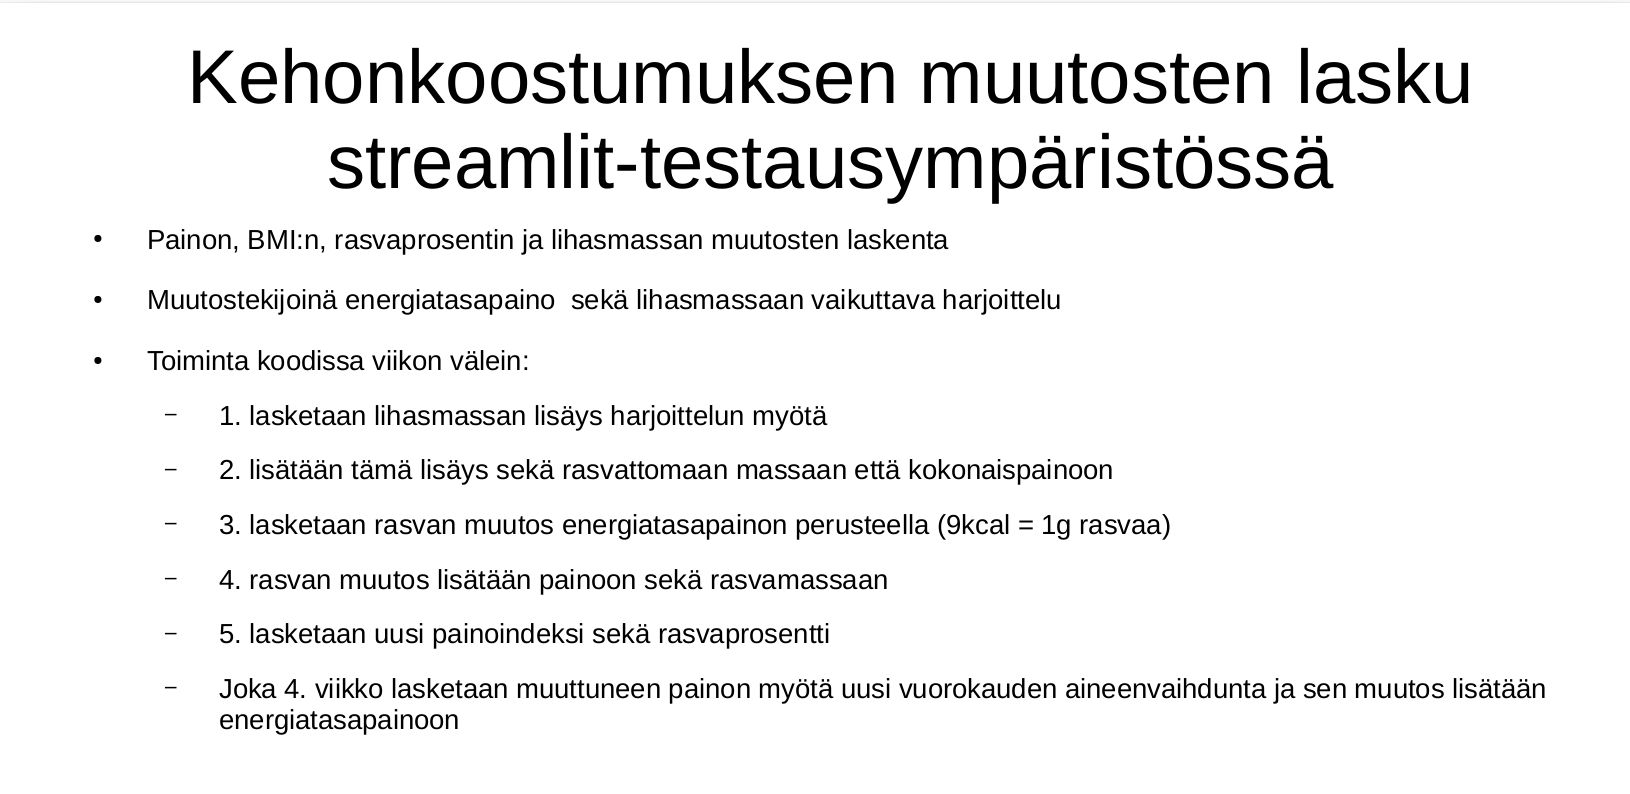 Kehonkoostumuksen muutosten lasku
streamlit-testausympäristössä
• Painon, BMI:n, rasvaprosentin ja lihasmassan muutosten laskenta
• Muutostekijoinä energiatasapaino  sekä lihasmassaan vaikuttava harjoittelu
• Toiminta koodissa viikon välein:
– 1. lasketaan lihasmassan lisäys harjoittelun myötä
– 2. lisätään tämä lisäys sekä rasvattomaan massaan että kokonaispainoon
– 3. lasketaan rasvan muutos energiatasapainon perusteella (9kcal = 1g rasvaa)
– 4. rasvan muutos lisätään painoon sekä rasvamassaan
– 5. lasketaan uusi painoindeksi sekä rasvaprosentti
– Joka 4. viikko lasketaan muuttuneen painon myötä uusi vuorokauden aineenvaihdunta ja sen muutos lisätään
energiatasapainoon